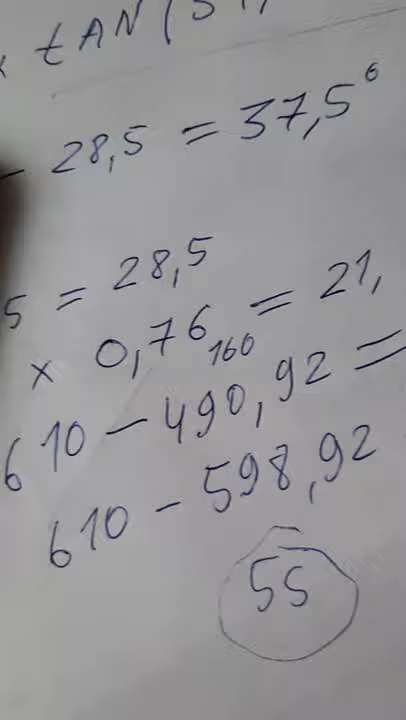 x tAN(5
- 28,5 = 37,5°
5 = 28,5
x 0,76 160 = 21,
610 - 490,92 =
610 - 598,92
55